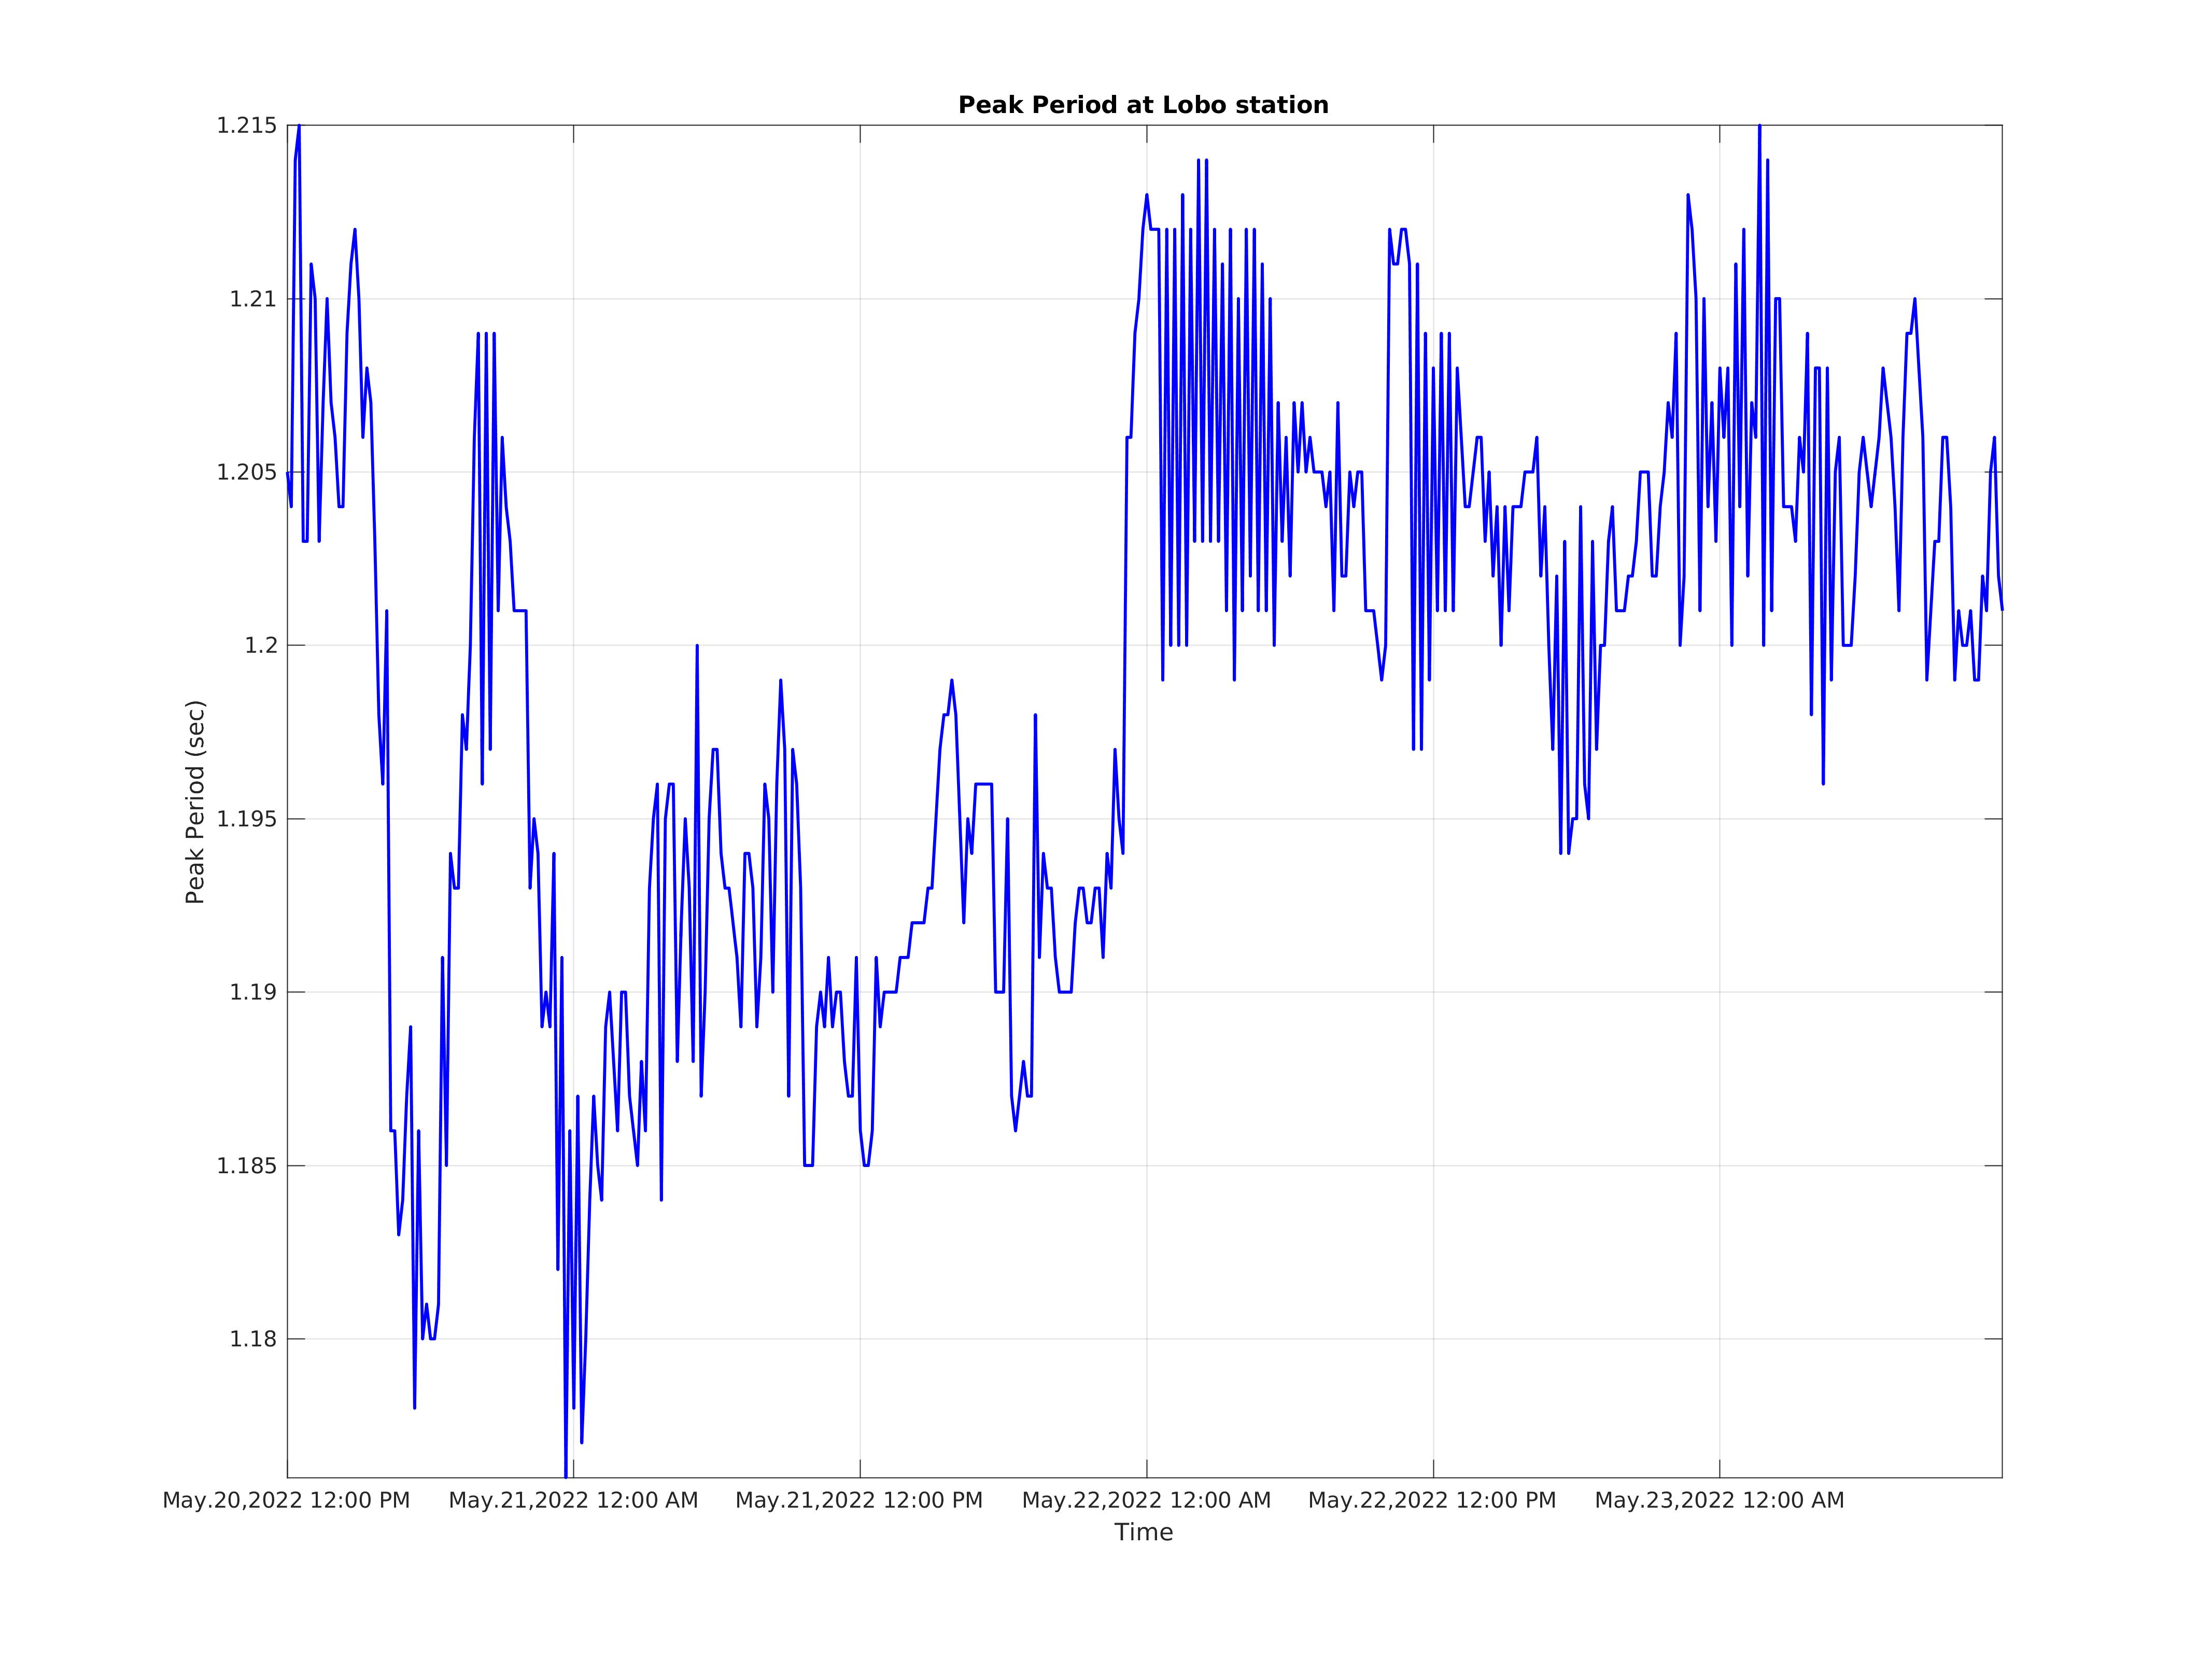 Peak Period at Lobo station
1.215
1.21
1.205
1.2
1.195
1.19
1.185
1.18
Peak Period (sec)
May.20,2022 12:00 PM May.21,2022 12:00 AM May.21,2022 12:00 PM May.22,2022 12:00 AM May.22,2022 12:00 PM May.23,2022 12:00 AM
Time